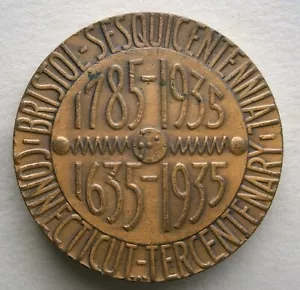 BRISTOL-SESQUICENTENNIAL
1785-1935
1635-1935
CONNECTICUT-TERCENTENARY